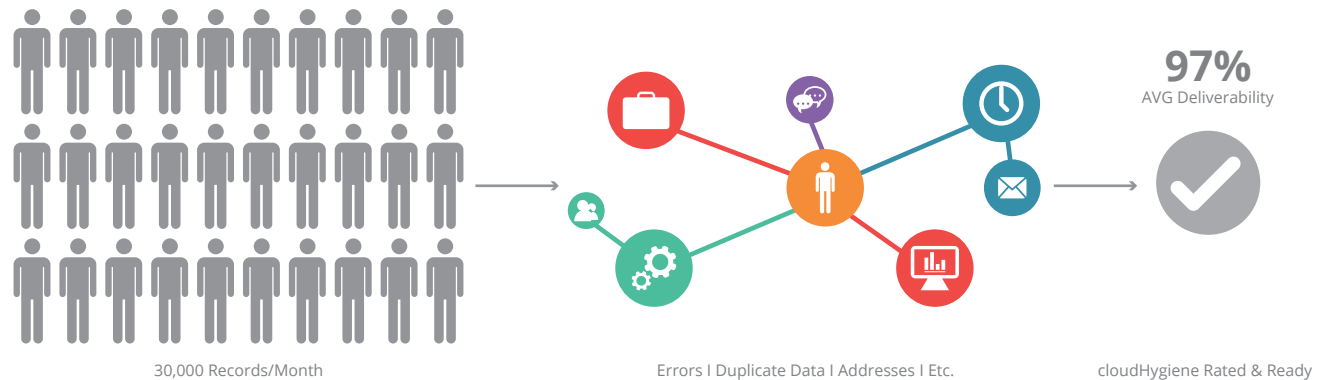 97%
AVG Deliverability
30,000 Records/Month
Errors I Duplicate Data I Addresses I Etc.
cloudHygiene Rated & Ready